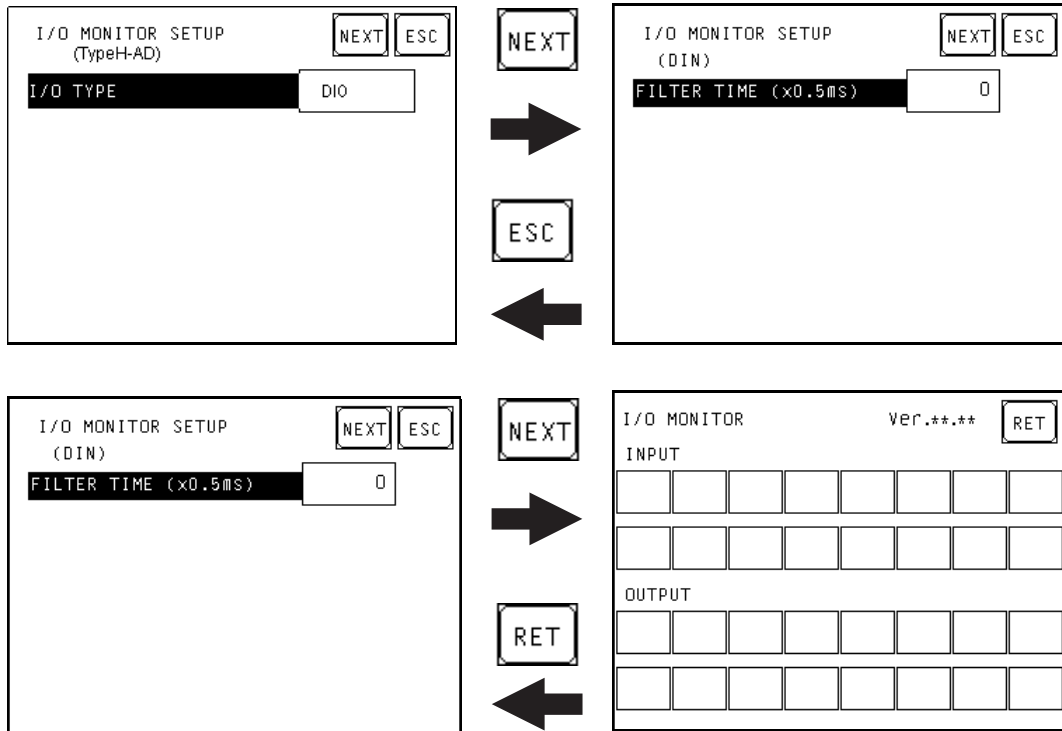 I/O MONITOR SETUP
(TypeH-AD)
NEXT ESC
I/O TYPE DIO
NEXT
ESC
I/O MONITOR SETUP
(DIN)
NEXT ESC
FILTER TIME (x0.5ms) 0
I/O MONITOR SETUP
(DIN)
NEXT ESC
FILTER TIME (x0.5ms) 0
NEXT
RET
I/O MONITOR Ver.**.** RET
INPUT
OUTPUT